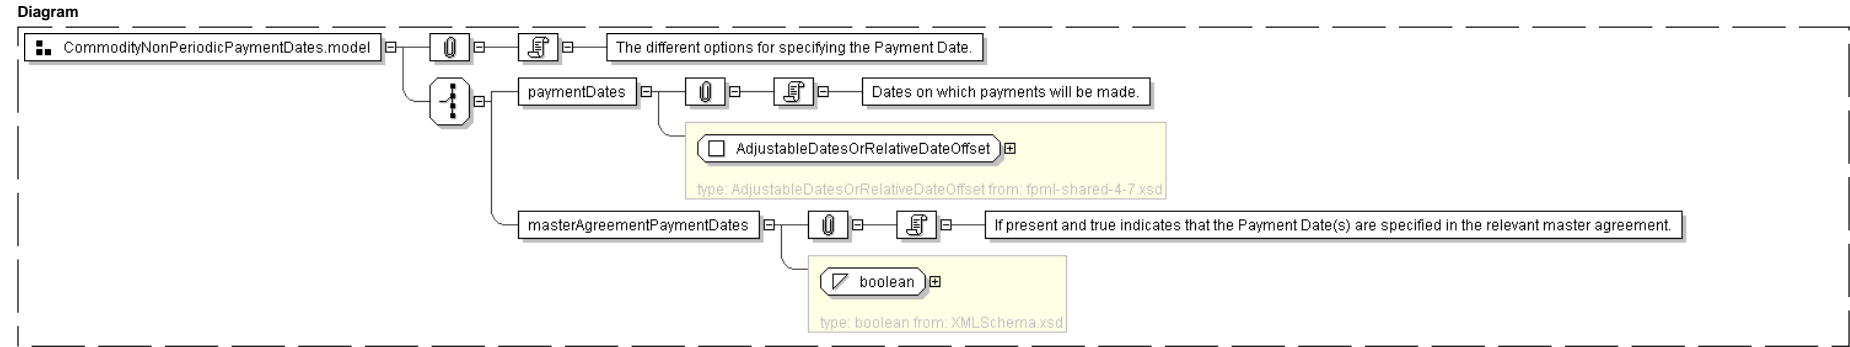 Diagram
CommodityNonPeriodicPaymentDates.model
The different options for specifying the Payment Date.
paymentDates
Dates on which payments will be made.
AdjustableDatesOrRelativeDateOffset
type: AdjustableDatesOrRelativeDateOffset from: fpml-shared-4-7.xsd
masterAgreementPaymentDates
If present and true indicates that the Payment Date(s) are specified in the relevant master agreement.
boolean
type: boolean from: XMLSchema.xsd